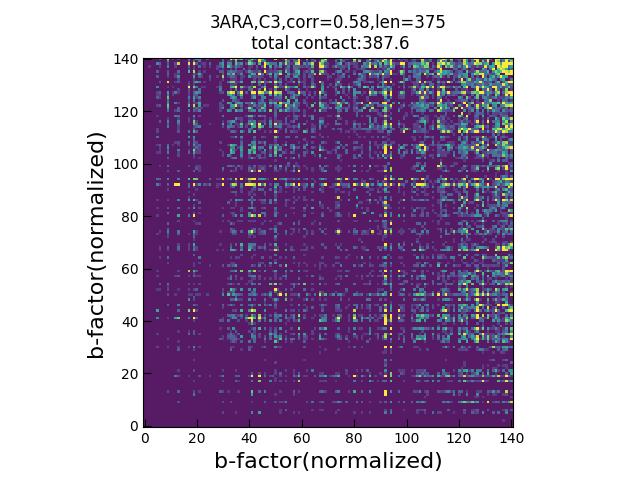 3ARA,C3,corr=0.58,len=375
total contact:387.6
140
120
100
80
60
40
20
0
b-factor(normalized)
0 20 40 60 80 100 120 140
b-factor(normalized)